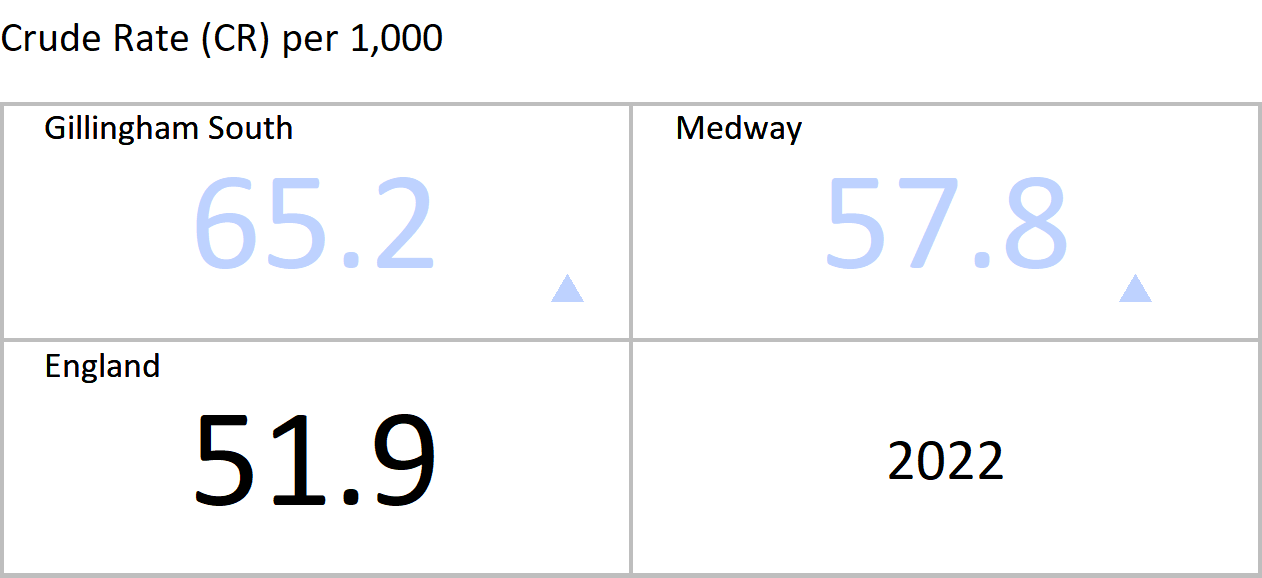 Crude Rate (CR) per 1,000
Gillingham South
65.2
Medway
57.8
England
51.9
2022